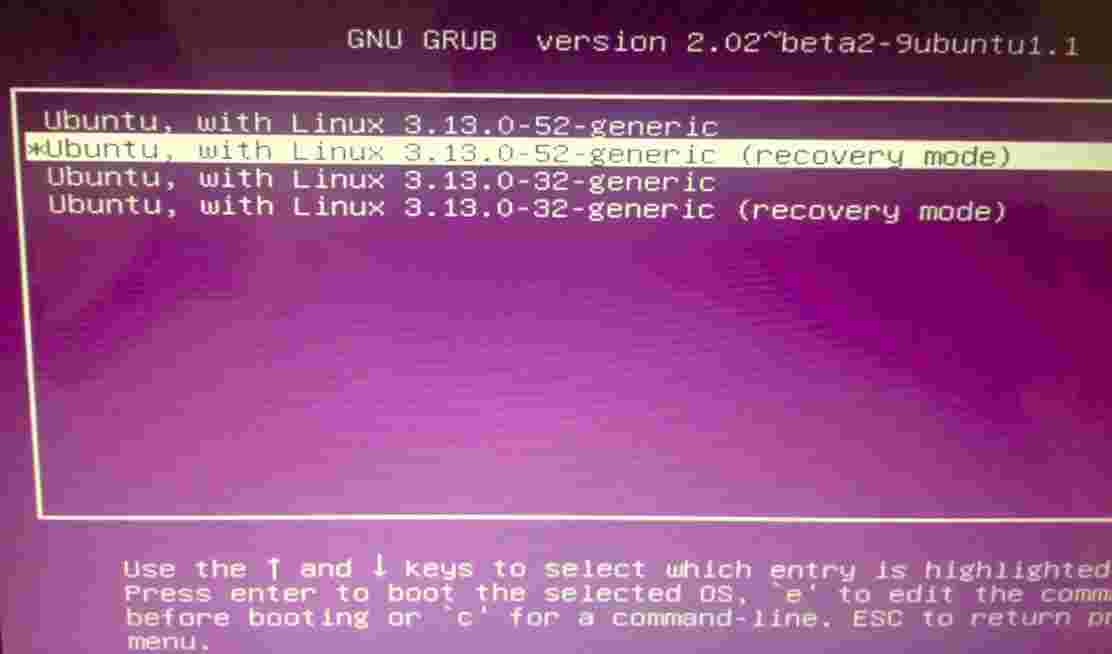 GNU GRUB version 2.02~beta2-9ubuntu1.1
Ubuntu, with Linux 3.13.0-52-generic
*Ubuntu, with Linux 3.13.0-52-generic (recovery mode)
Ubuntu, with Linux 3.13.0-32-generic
Ubuntu, with Linux 3.13.0-32-generic (recovery mode)
Use the ↑ and ↓ keys to select which entry is highlighted
Press enter to boot the selected OS, `e' to edit the comm
before booting or `c' for a command-line. ESC to return pr
menu.